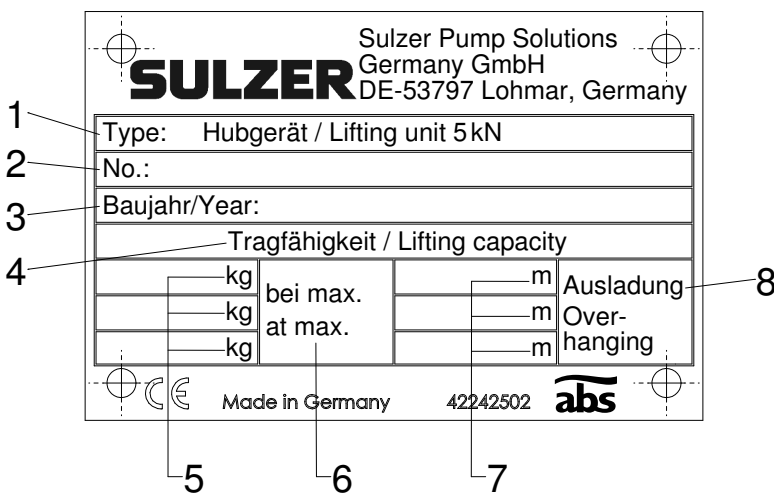 Sulzer Pump Solutions
Germany GmbH
SULZER DE-53797 Lohmar, Germany
1 Type: Hubgerät / Lifting unit 5 kN
2 No.:
3 Baujahr/Year:
4 Tragfähigkeit / Lifting capacity
kg bei max. m Ausladung 8
kg at max. m Over-
kg m hanging
CE Made in Germany 42242502 abs
5 6 7